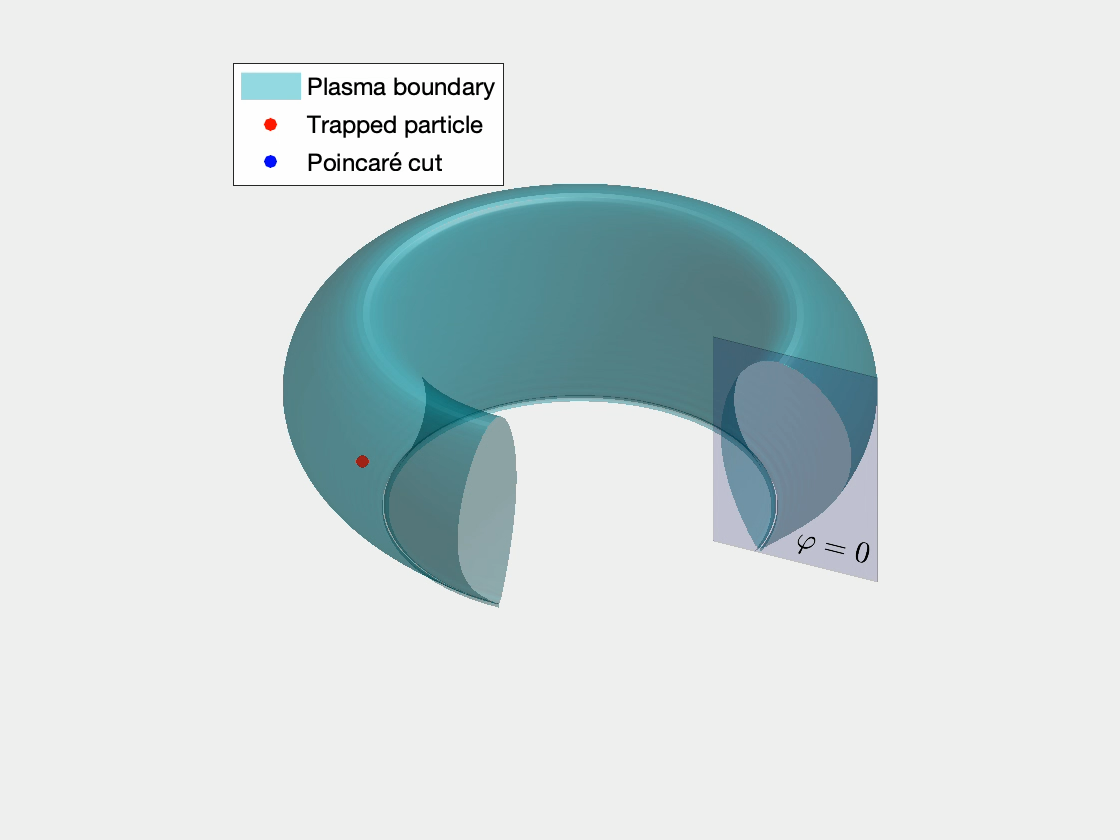 Plasma boundary
Trapped particle
Poincaré cut
φ = 0